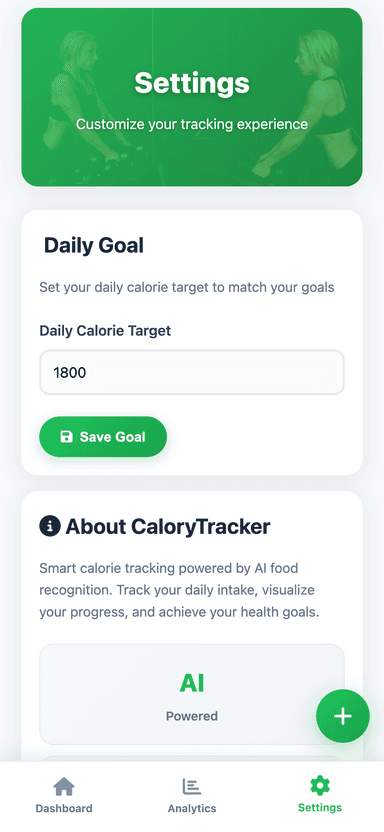 Settings
Customize your tracking experience
Daily Goal
Set your daily calorie target to match your goals
Daily Calorie Target
1800
Save Goal
About CaloryTracker
Smart calorie tracking powered by AI food
recognition. Track your daily intake, visualize
your progress, and achieve your health goals.
AI
Powered
Dashboard
Analytics
Settings